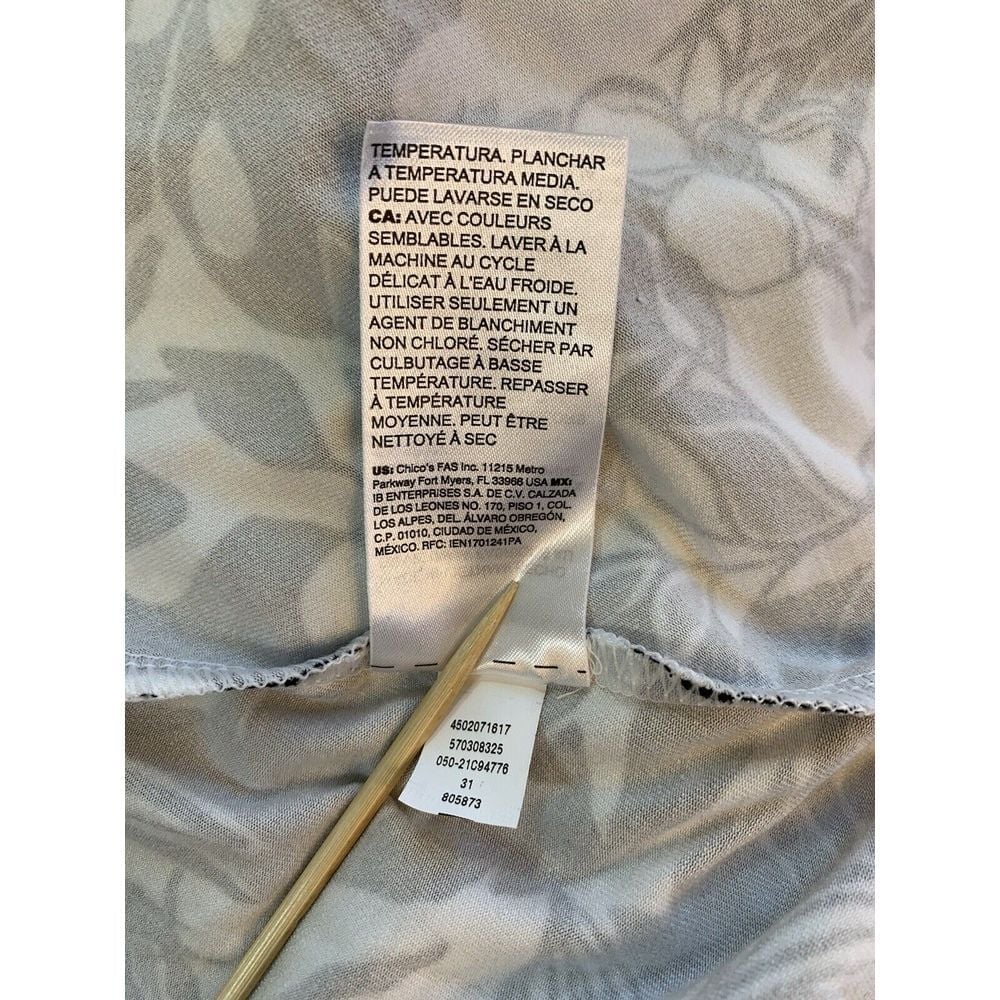 TEMPERATURA. PLANCHAR
A TEMPERATURA MEDIA.
PUEDE LAVARSE EN SECO
CA: AVEC COULEURS
SEMBLABLES. LAVER À LA
MACHINE AU CYCLE
DÉLICAT À L'EAU FROIDE.
UTILISER SEULEMENT UN
AGENT DE BLANCHIMENT
NON CHLORÉ. SÉCHER PAR
CULBUTAGE À BASSE
TEMPÉRATURE. REPASSER
À TEMPÉRATURE
MOYENNE. PEUT ÊTRE
NETTOYÉ À SEC
US: Chico's FAS Inc. 11215 Metro
Parkway Fort Myers, FL 33966 USA MX:
IB ENTERPRISES S.A. DE C.V. CALZADA
DE LOS LEONES NO. 170, PISO 1, COL.
LOS ALPES, DEL. ÁLVARO OBREGÓN,
C.P. 01010, CIUDAD DE MÉXICO,
MÉXICO. RFC: IEN1701241PA
4502071617
570308325
050-21C94776
31
805873